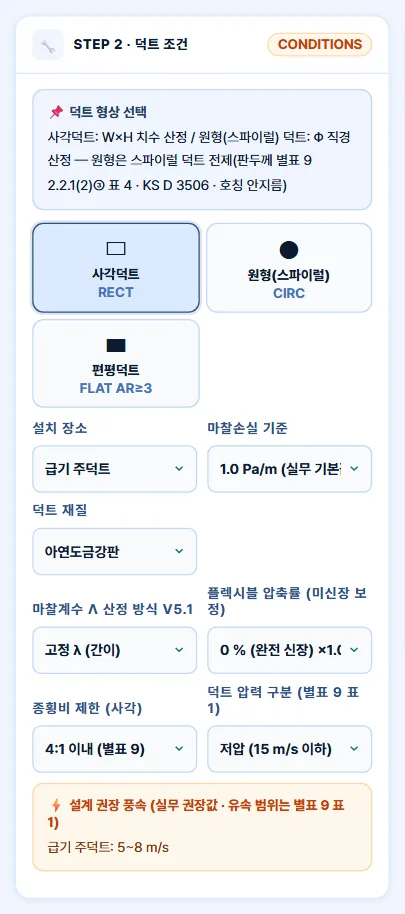 STEP 2 · 덕트 조건
CONDITIONS
덕트 형상 선택
사각덕트: W×H 치수 산정 / 원형(스파이럴) 덕트: Φ 직경
산정 — 원형은 스파이럴 덕트 전제(판두께 별표 9
2.2.1(2)③ 표 4 · KS D 3506 · 호칭 안지름)
사각덕트
RECT
원형(스파이럴)
CIRC
편평덕트
FLAT AR≥3
설치 장소
마찰손실 기준
급기 주덕트
1.0 Pa/m (실무 기본
덕트 재질
아연도금강판
마찰계수 Λ 산정 방식 V5.1
플렉시블 압축률 (미신장 보
정)
고정 λ (간이)
0 % (완전 신장) ×1.0
종횡비 제한 (사각)
덕트 압력 구분 (별표 9 표
1)
4:1 이내 (별표 9)
저압 (15 m/s 이하)
설계 권장 풍속 (실무 권장값 · 유속 범위는 별표 9 표
1)
급기 주덕트: 5~8 m/s